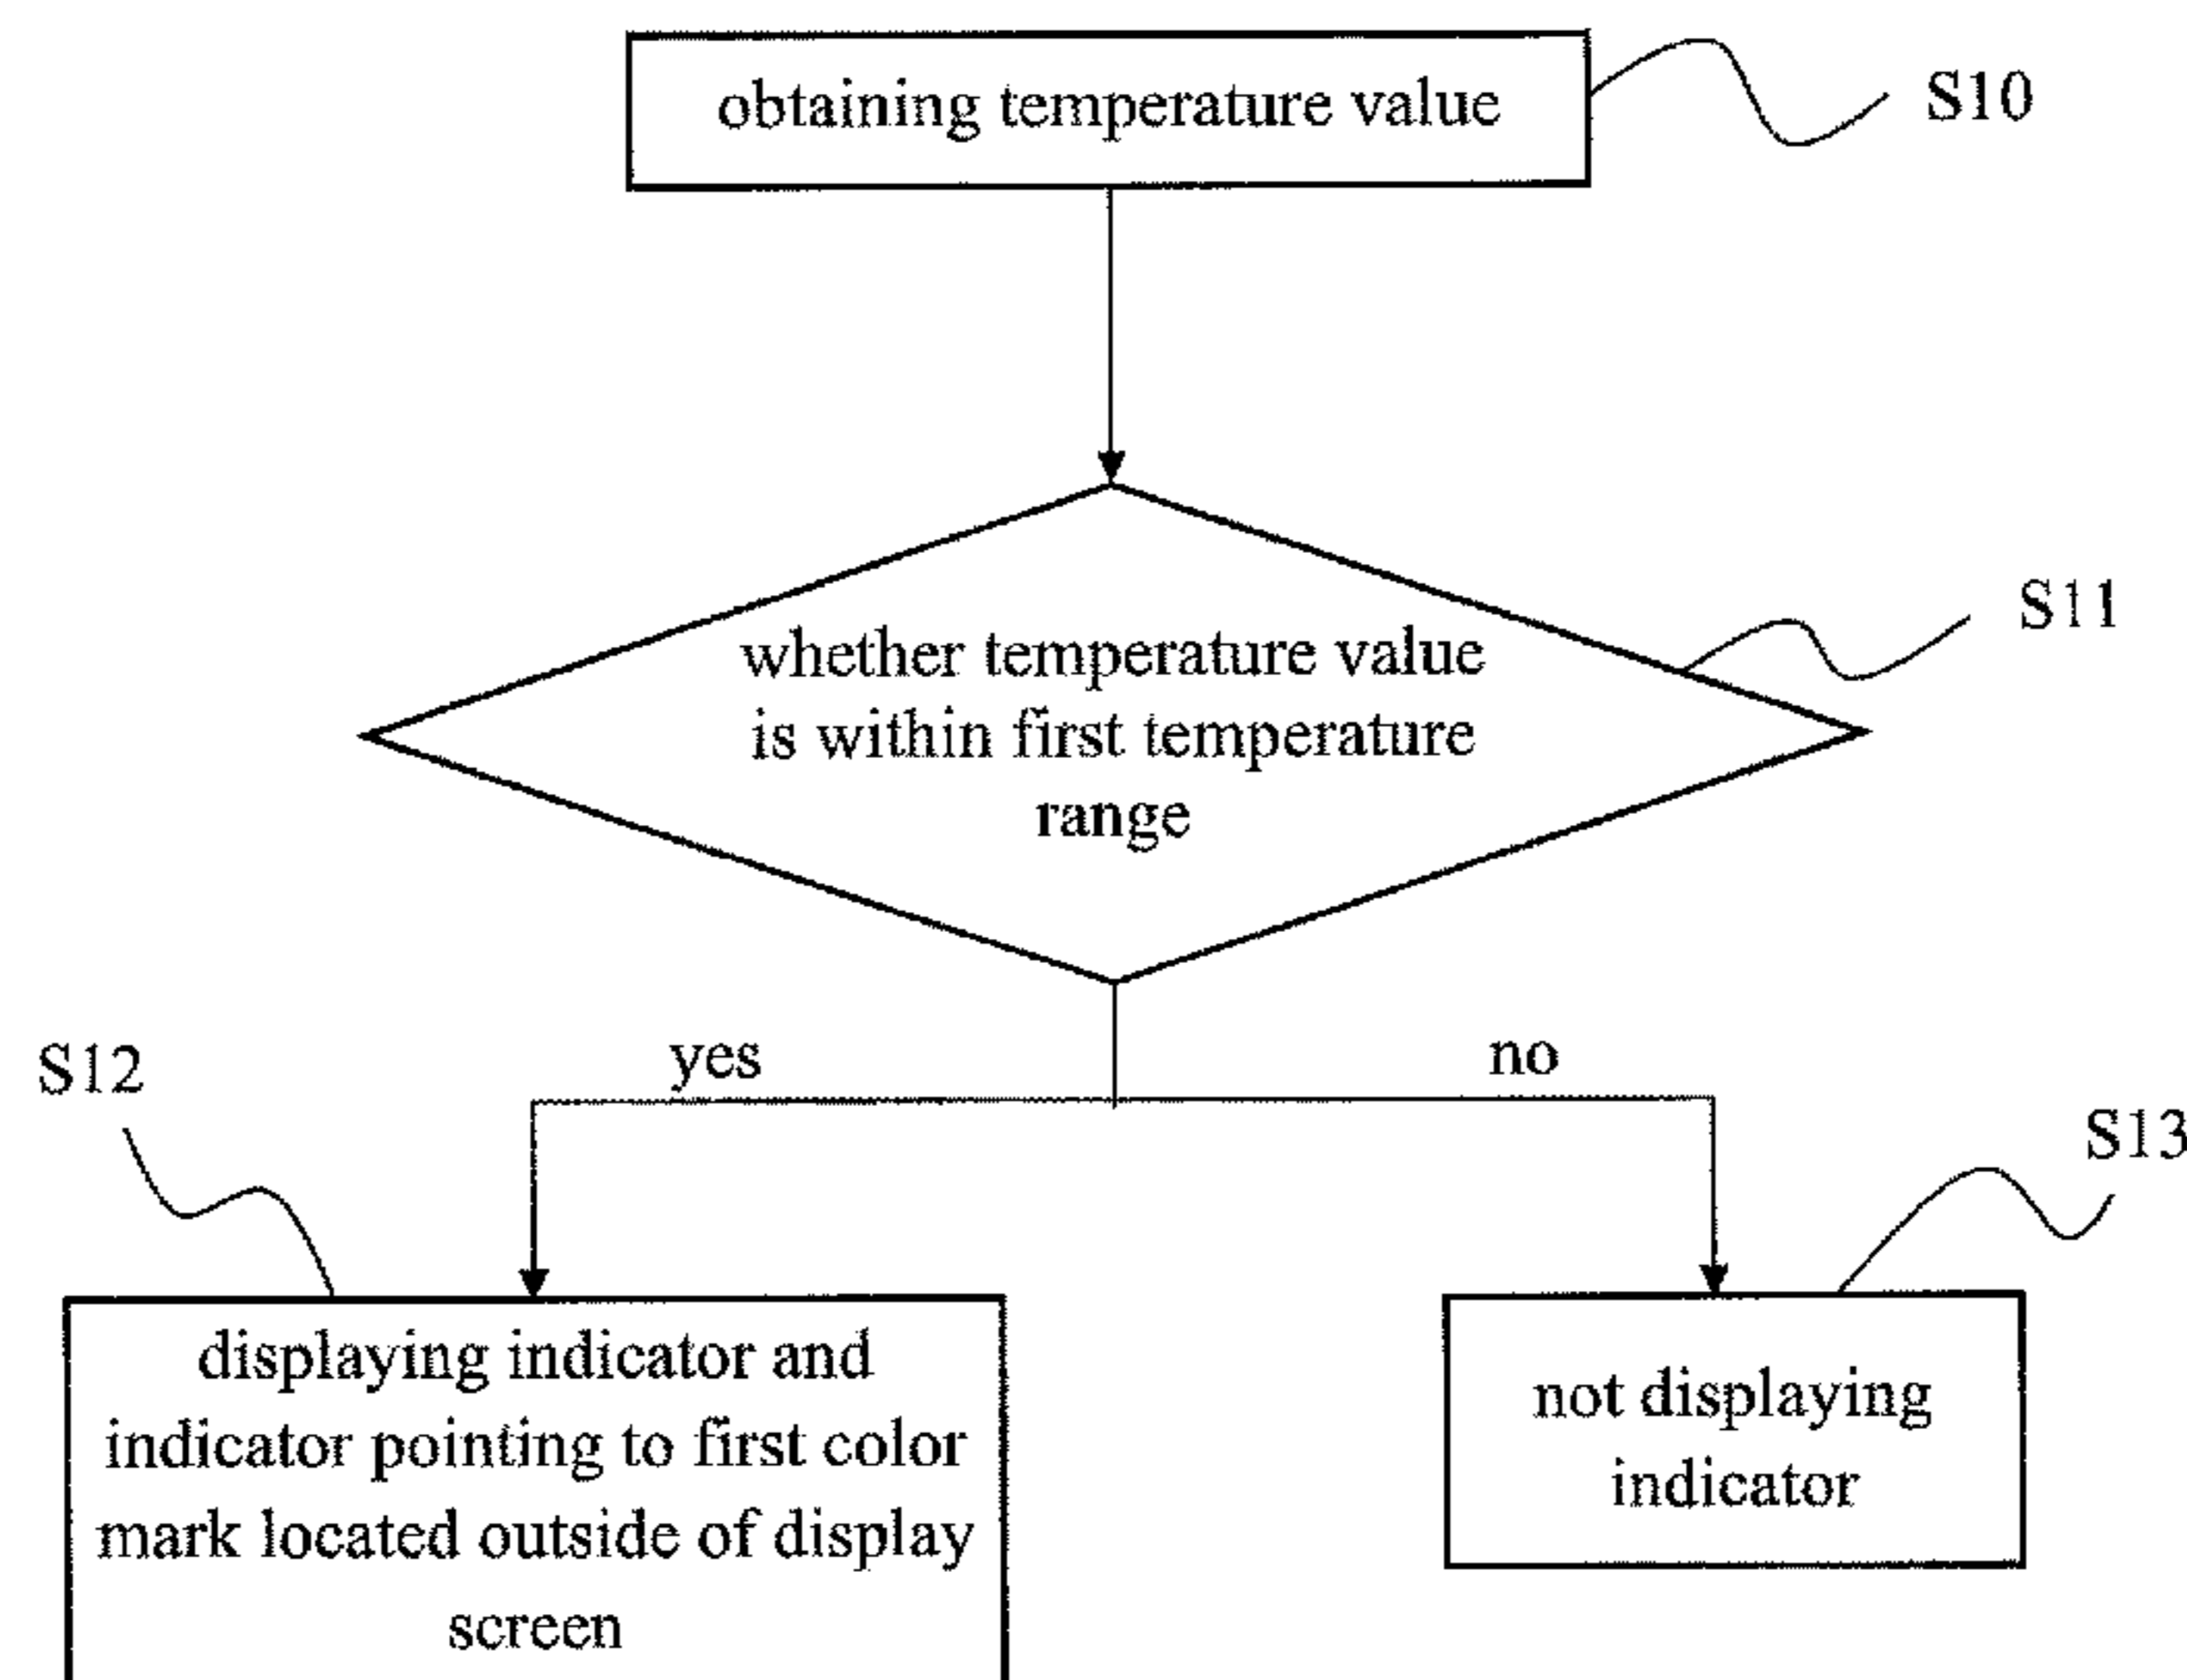 obtaining temperature value
S10
whether temperature value
is within first temperature
range
S11
yes
no
S12
S13
displaying indicator and
indicator pointing to first color
mark located outside of display
screen
not displaying
indicator